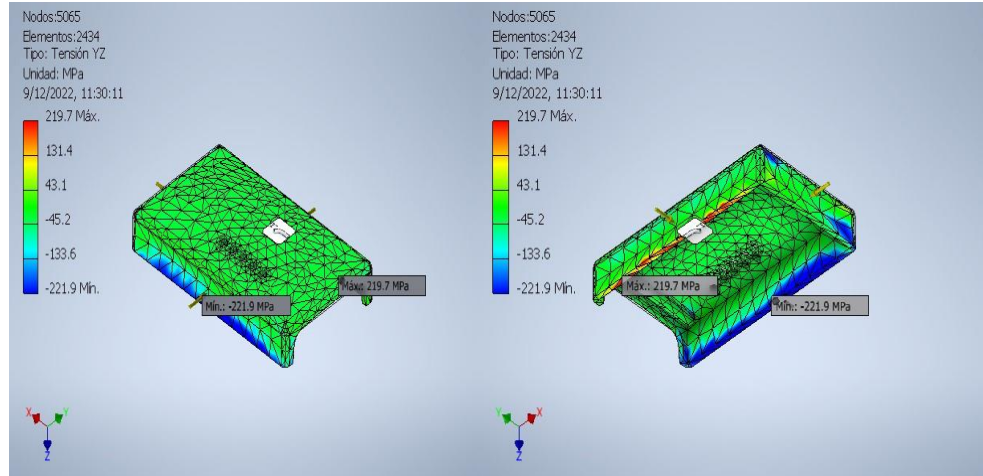 Nodos:5065
Elementos:2434
Tipo: Tensión YZ
Unidad: MPa
9/12/2022, 11:30:11
219.7 Máx.
131.4
43.1
-45.2
-133.6
-221.9 Mín.
Máx.: 219.7 MPa
Mín.: -221.9 MPa
X
Y
Z
Nodos:5065
Elementos:2434
Tipo: Tensión YZ
Unidad: MPa
9/12/2022, 11:30:11
219.7 Máx.
131.4
43.1
-45.2
-133.6
-221.9 Mín.
Máx.: 219.7 MPa
Mín.: -221.9 MPa
Y
X
Z